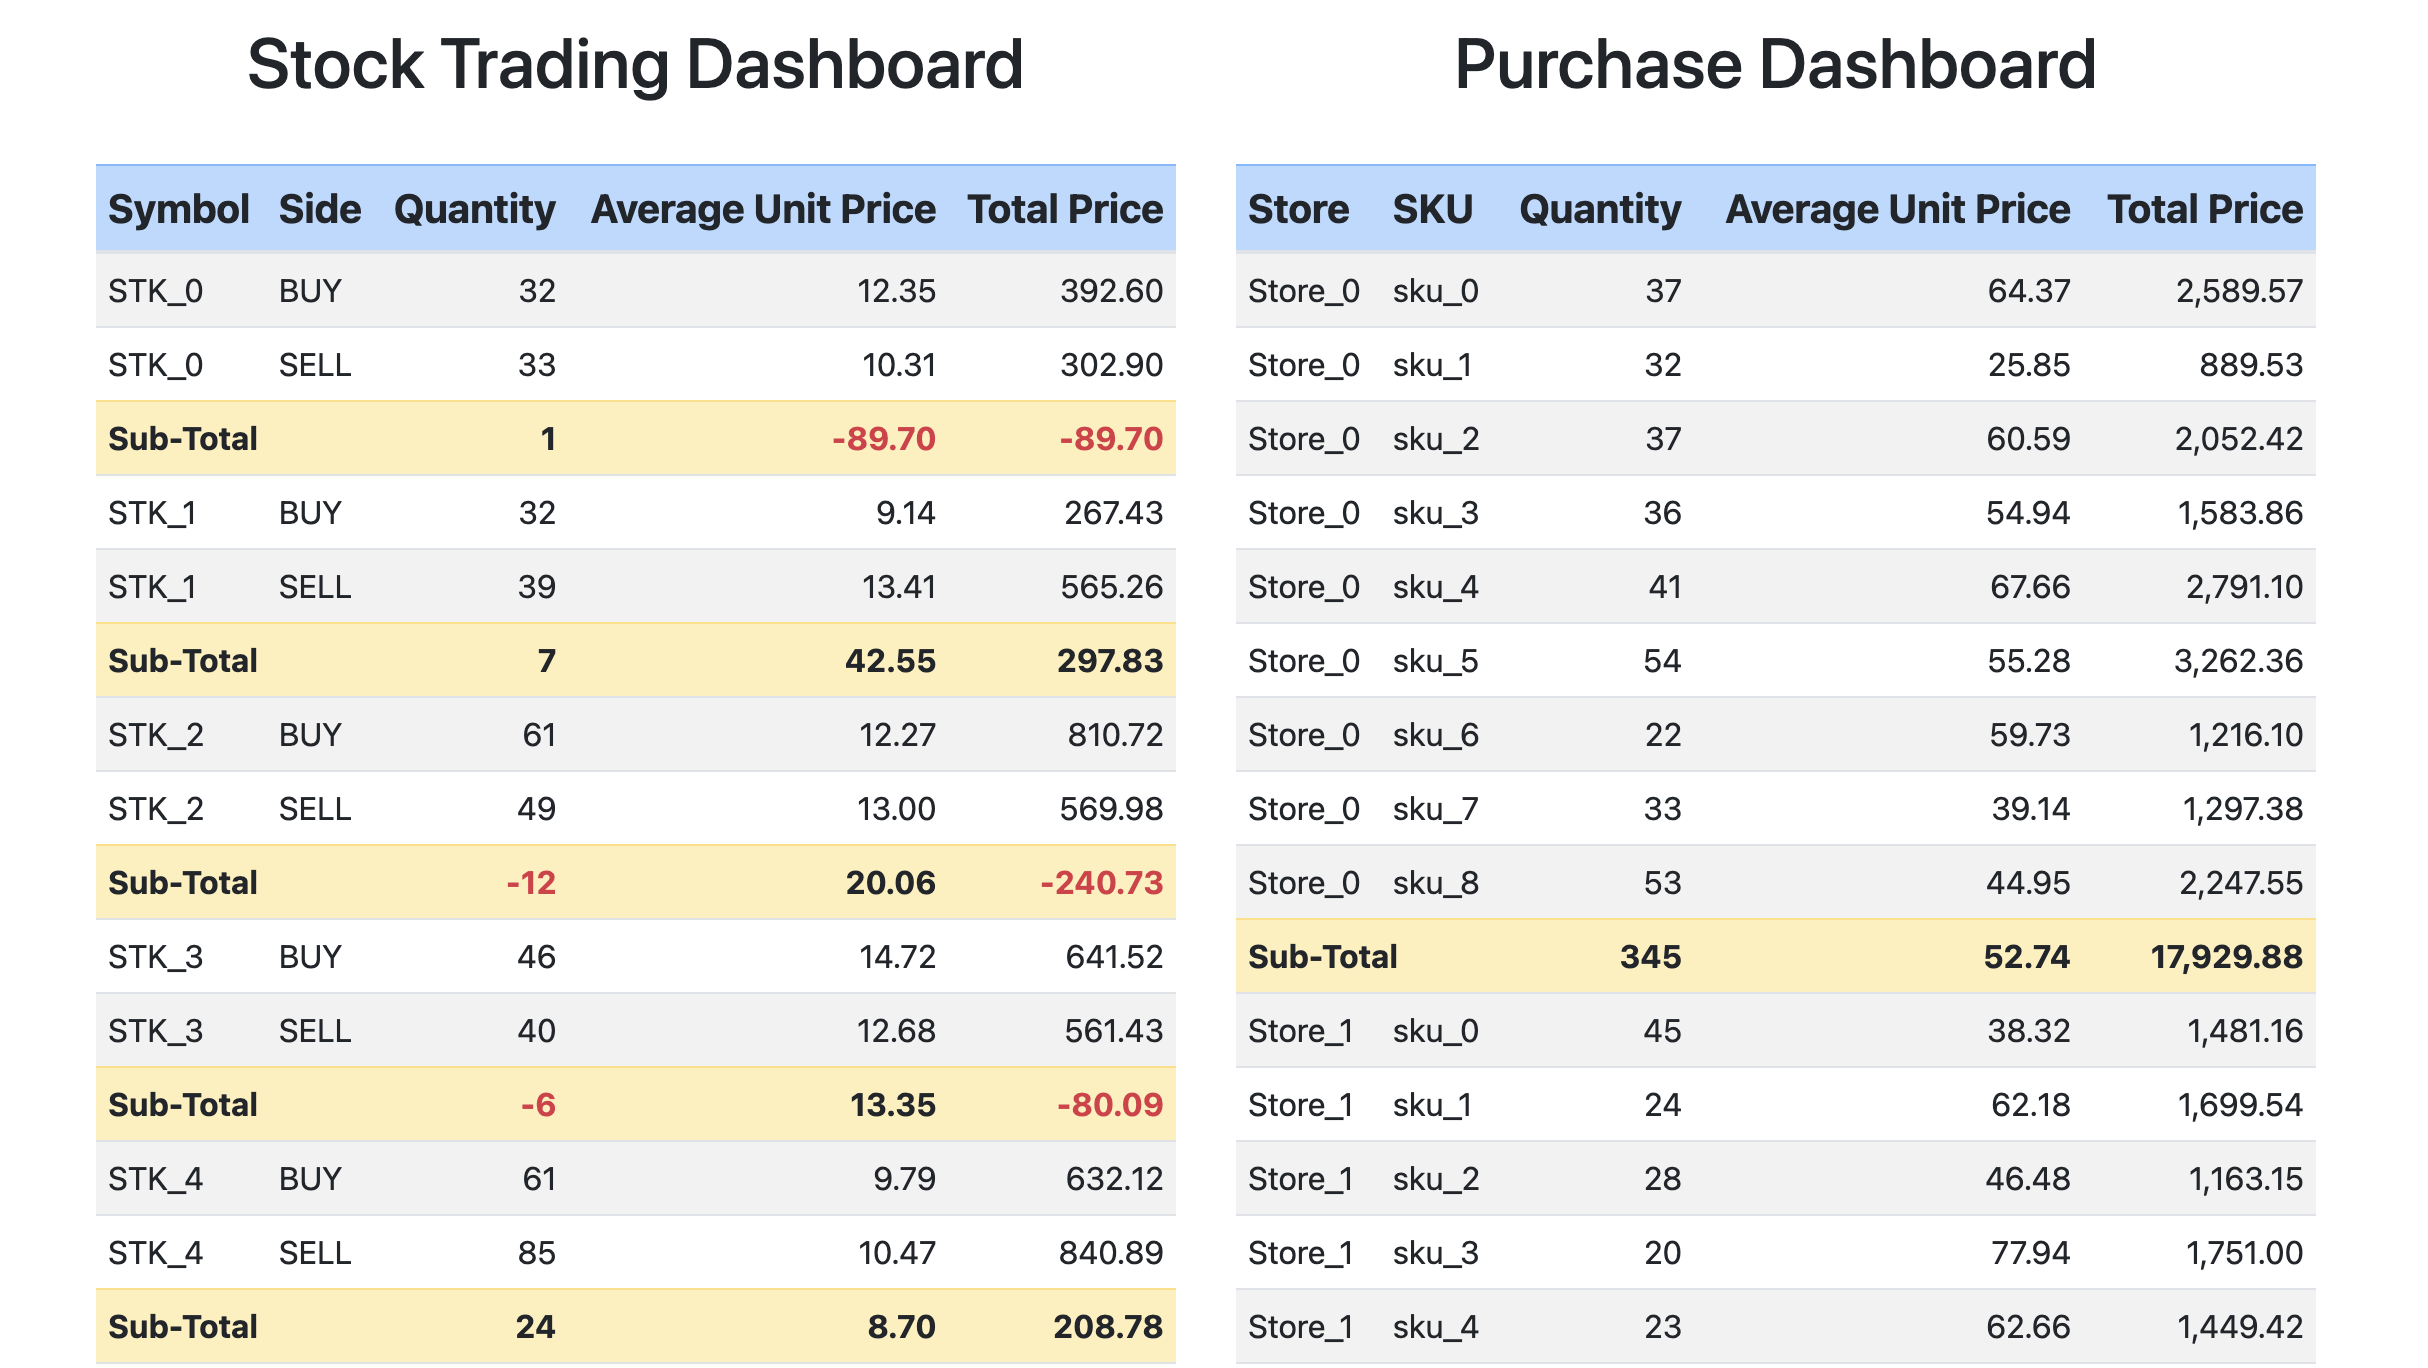 Stock Trading Dashboard
Symbol Side Quantity Average Unit Price Total Price
STK_0 BUY 32 12.35 392.60
STK_0 SELL 33 10.31 302.90
Sub-Total 1 -89.70 -89.70
STK_1 BUY 32 9.14 267.43
STK_1 SELL 39 13.41 565.26
Sub-Total 7 42.55 297.83
STK_2 BUY 61 12.27 810.72
STK_2 SELL 49 13.00 569.98
Sub-Total -12 20.06 -240.73
STK_3 BUY 46 14.72 641.52
STK_3 SELL 40 12.68 561.43
Sub-Total -6 13.35 -80.09
STK_4 BUY 61 9.79 632.12
STK_4 SELL 85 10.47 840.89
Sub-Total 24 8.70 208.78
Purchase Dashboard
Store SKU Quantity Average Unit Price Total Price
Store_0 sku_0 37 64.37 2,589.57
Store_0 sku_1 32 25.85 889.53
Store_0 sku_2 37 60.59 2,052.42
Store_0 sku_3 36 54.94 1,583.86
Store_0 sku_4 41 67.66 2,791.10
Store_0 sku_5 54 55.28 3,262.36
Store_0 sku_6 22 59.73 1,216.10
Store_0 sku_7 33 39.14 1,297.38
Store_0 sku_8 53 44.95 2,247.55
Sub-Total 345 52.74 17,929.88
Store_1 sku_0 45 38.32 1,481.16
Store_1 sku_1 24 62.18 1,699.54
Store_1 sku_2 28 46.48 1,163.15
Store_1 sku_3 20 77.94 1,751.00
Store_1 sku_4 23 62.66 1,449.42